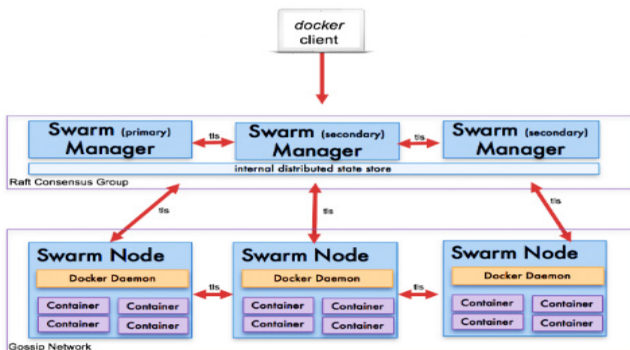 docker
client
Swarm (primary)
Manager
tls
Swarm (secondary)
Manager
tls
Swarm (secondary)
Manager
internal distributed state store
Raft Consensus Group
tls
tls
tls
Swarm Node
Docker Daemon
Container Container
Container Container
tls
Swarm Node
Docker Daemon
Container Container
Container Container
tls
Swarm Node
Docker Daemon
Container Container
Container Container
Gossip Network